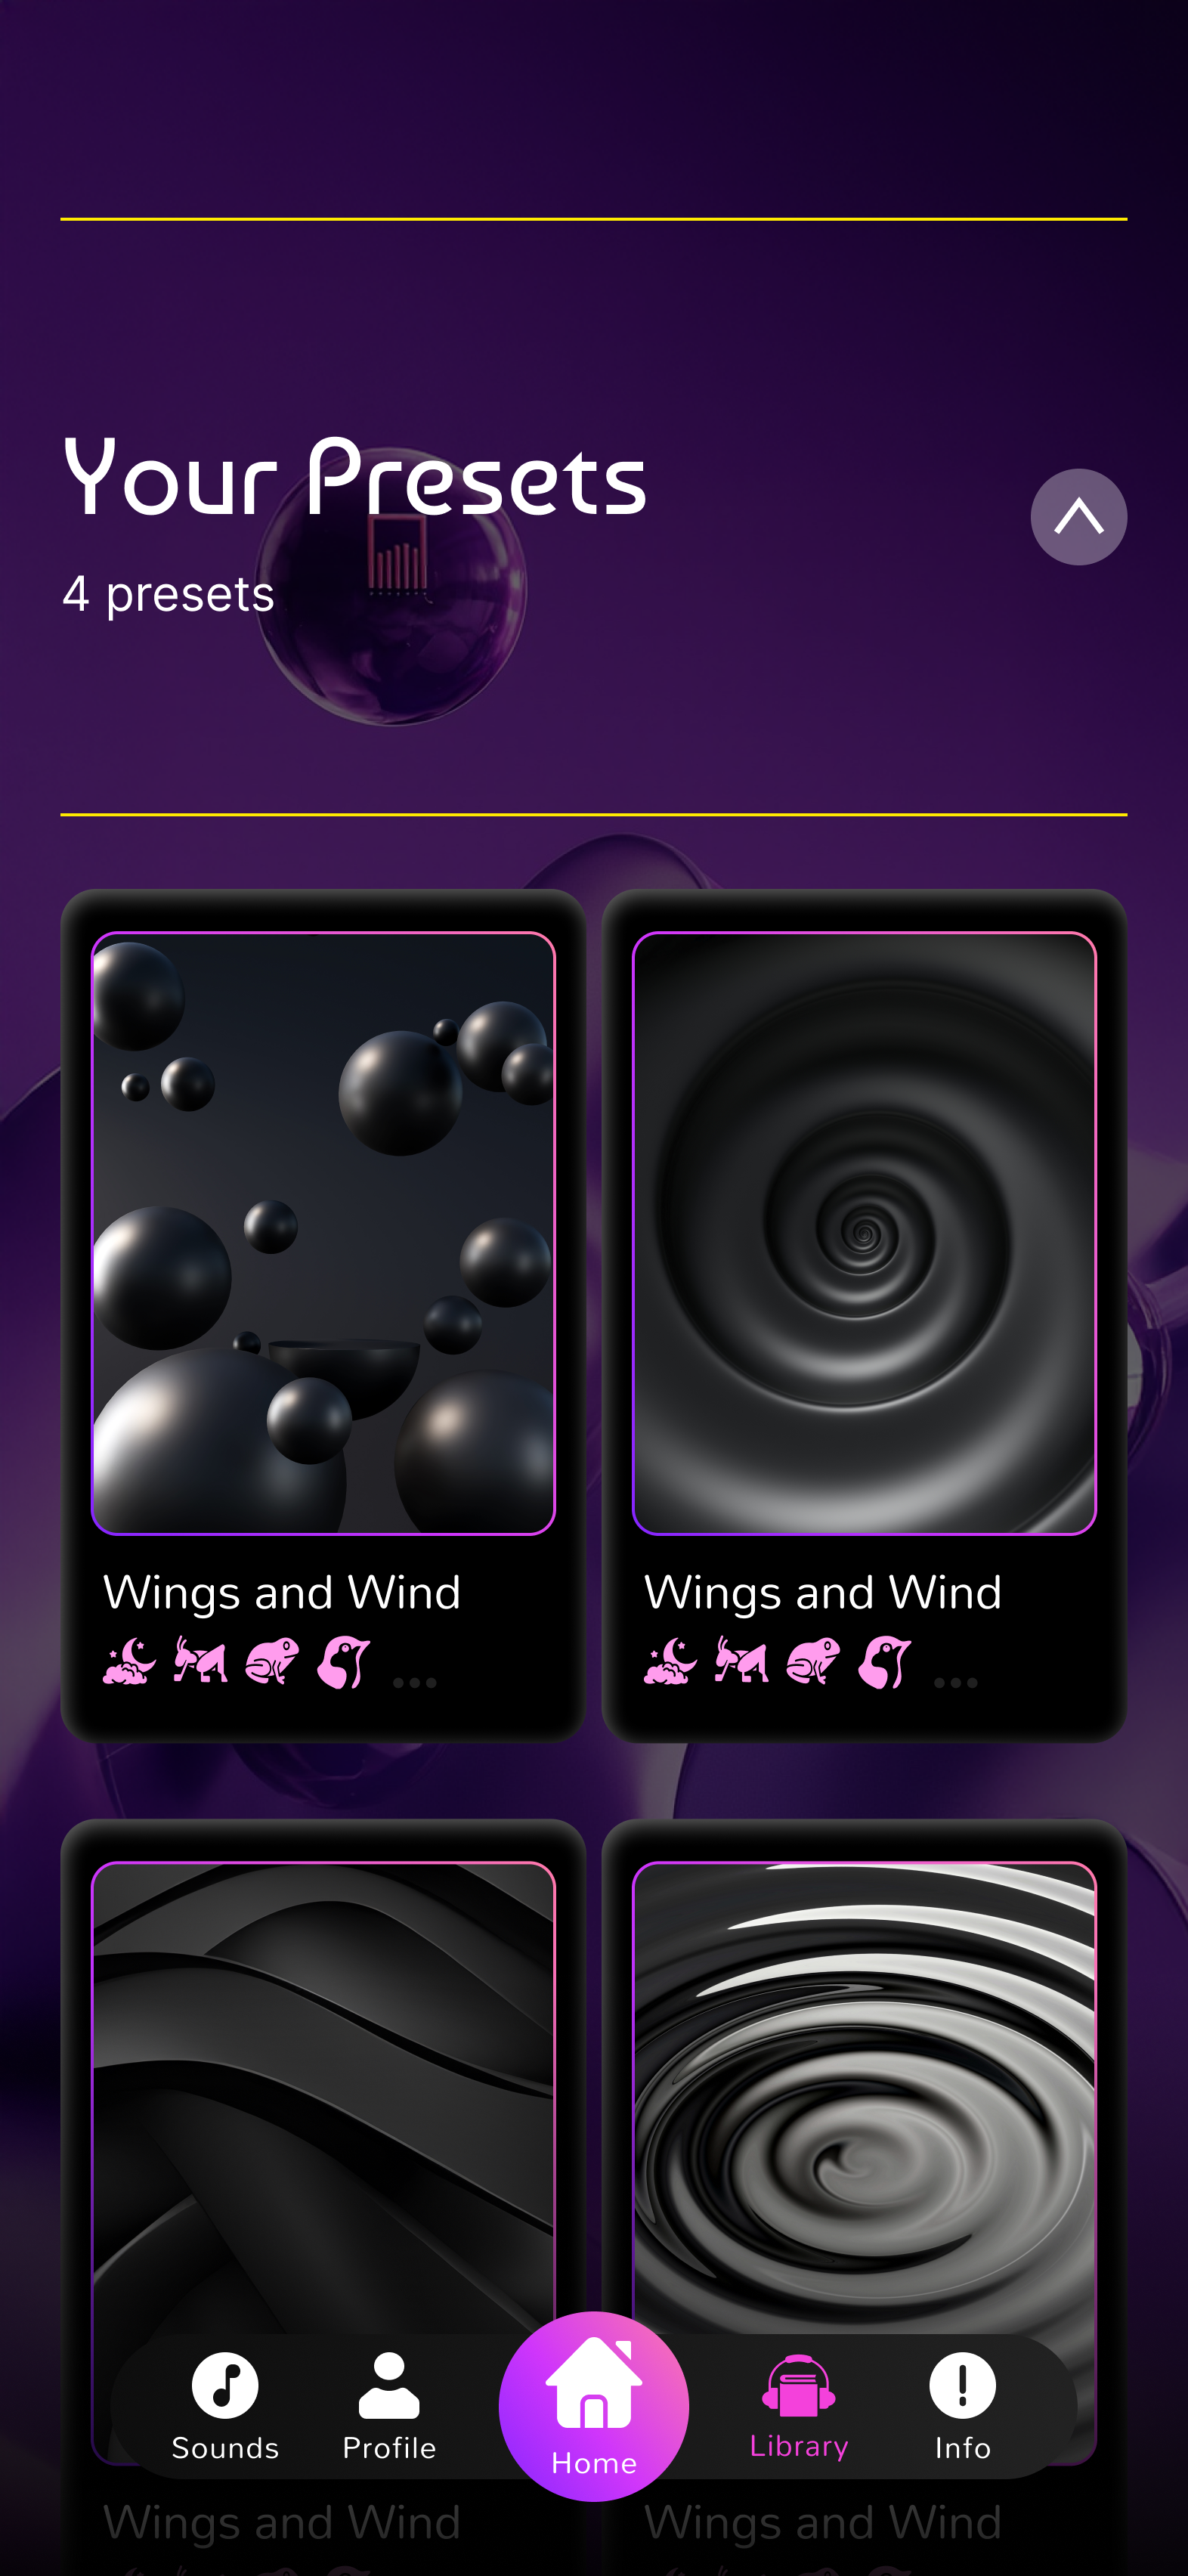 Your Presets
4 presets
Wings and Wind
Wings and Wind
Sounds
Profile
Home
Library
Info
Wings and Wind
Wings and Wind